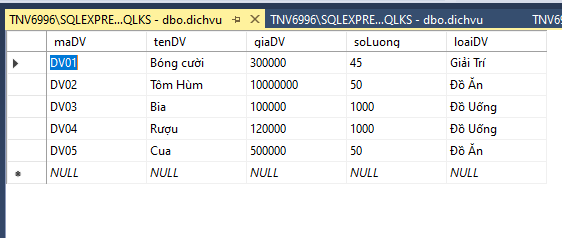 TNV6996\SQLEXPRE...QLKS - dbo.dichvu TNV6996\SQLEXPRE...QLKS - dbo.dichvu TNV6996\SQLEXPRE
maDV tenDV giaDV soLuong loaiDV
DV01 Bóng cười 300000 45 Giải Trí
DV02 Tôm Hùm 10000000 50 Đồ Ăn
DV03 Bia 100000 1000 Đồ Uống
DV04 Rượu 120000 1000 Đồ Uống
DV05 Cua 500000 50 Đồ Ăn
NULL NULL NULL NULL NULL